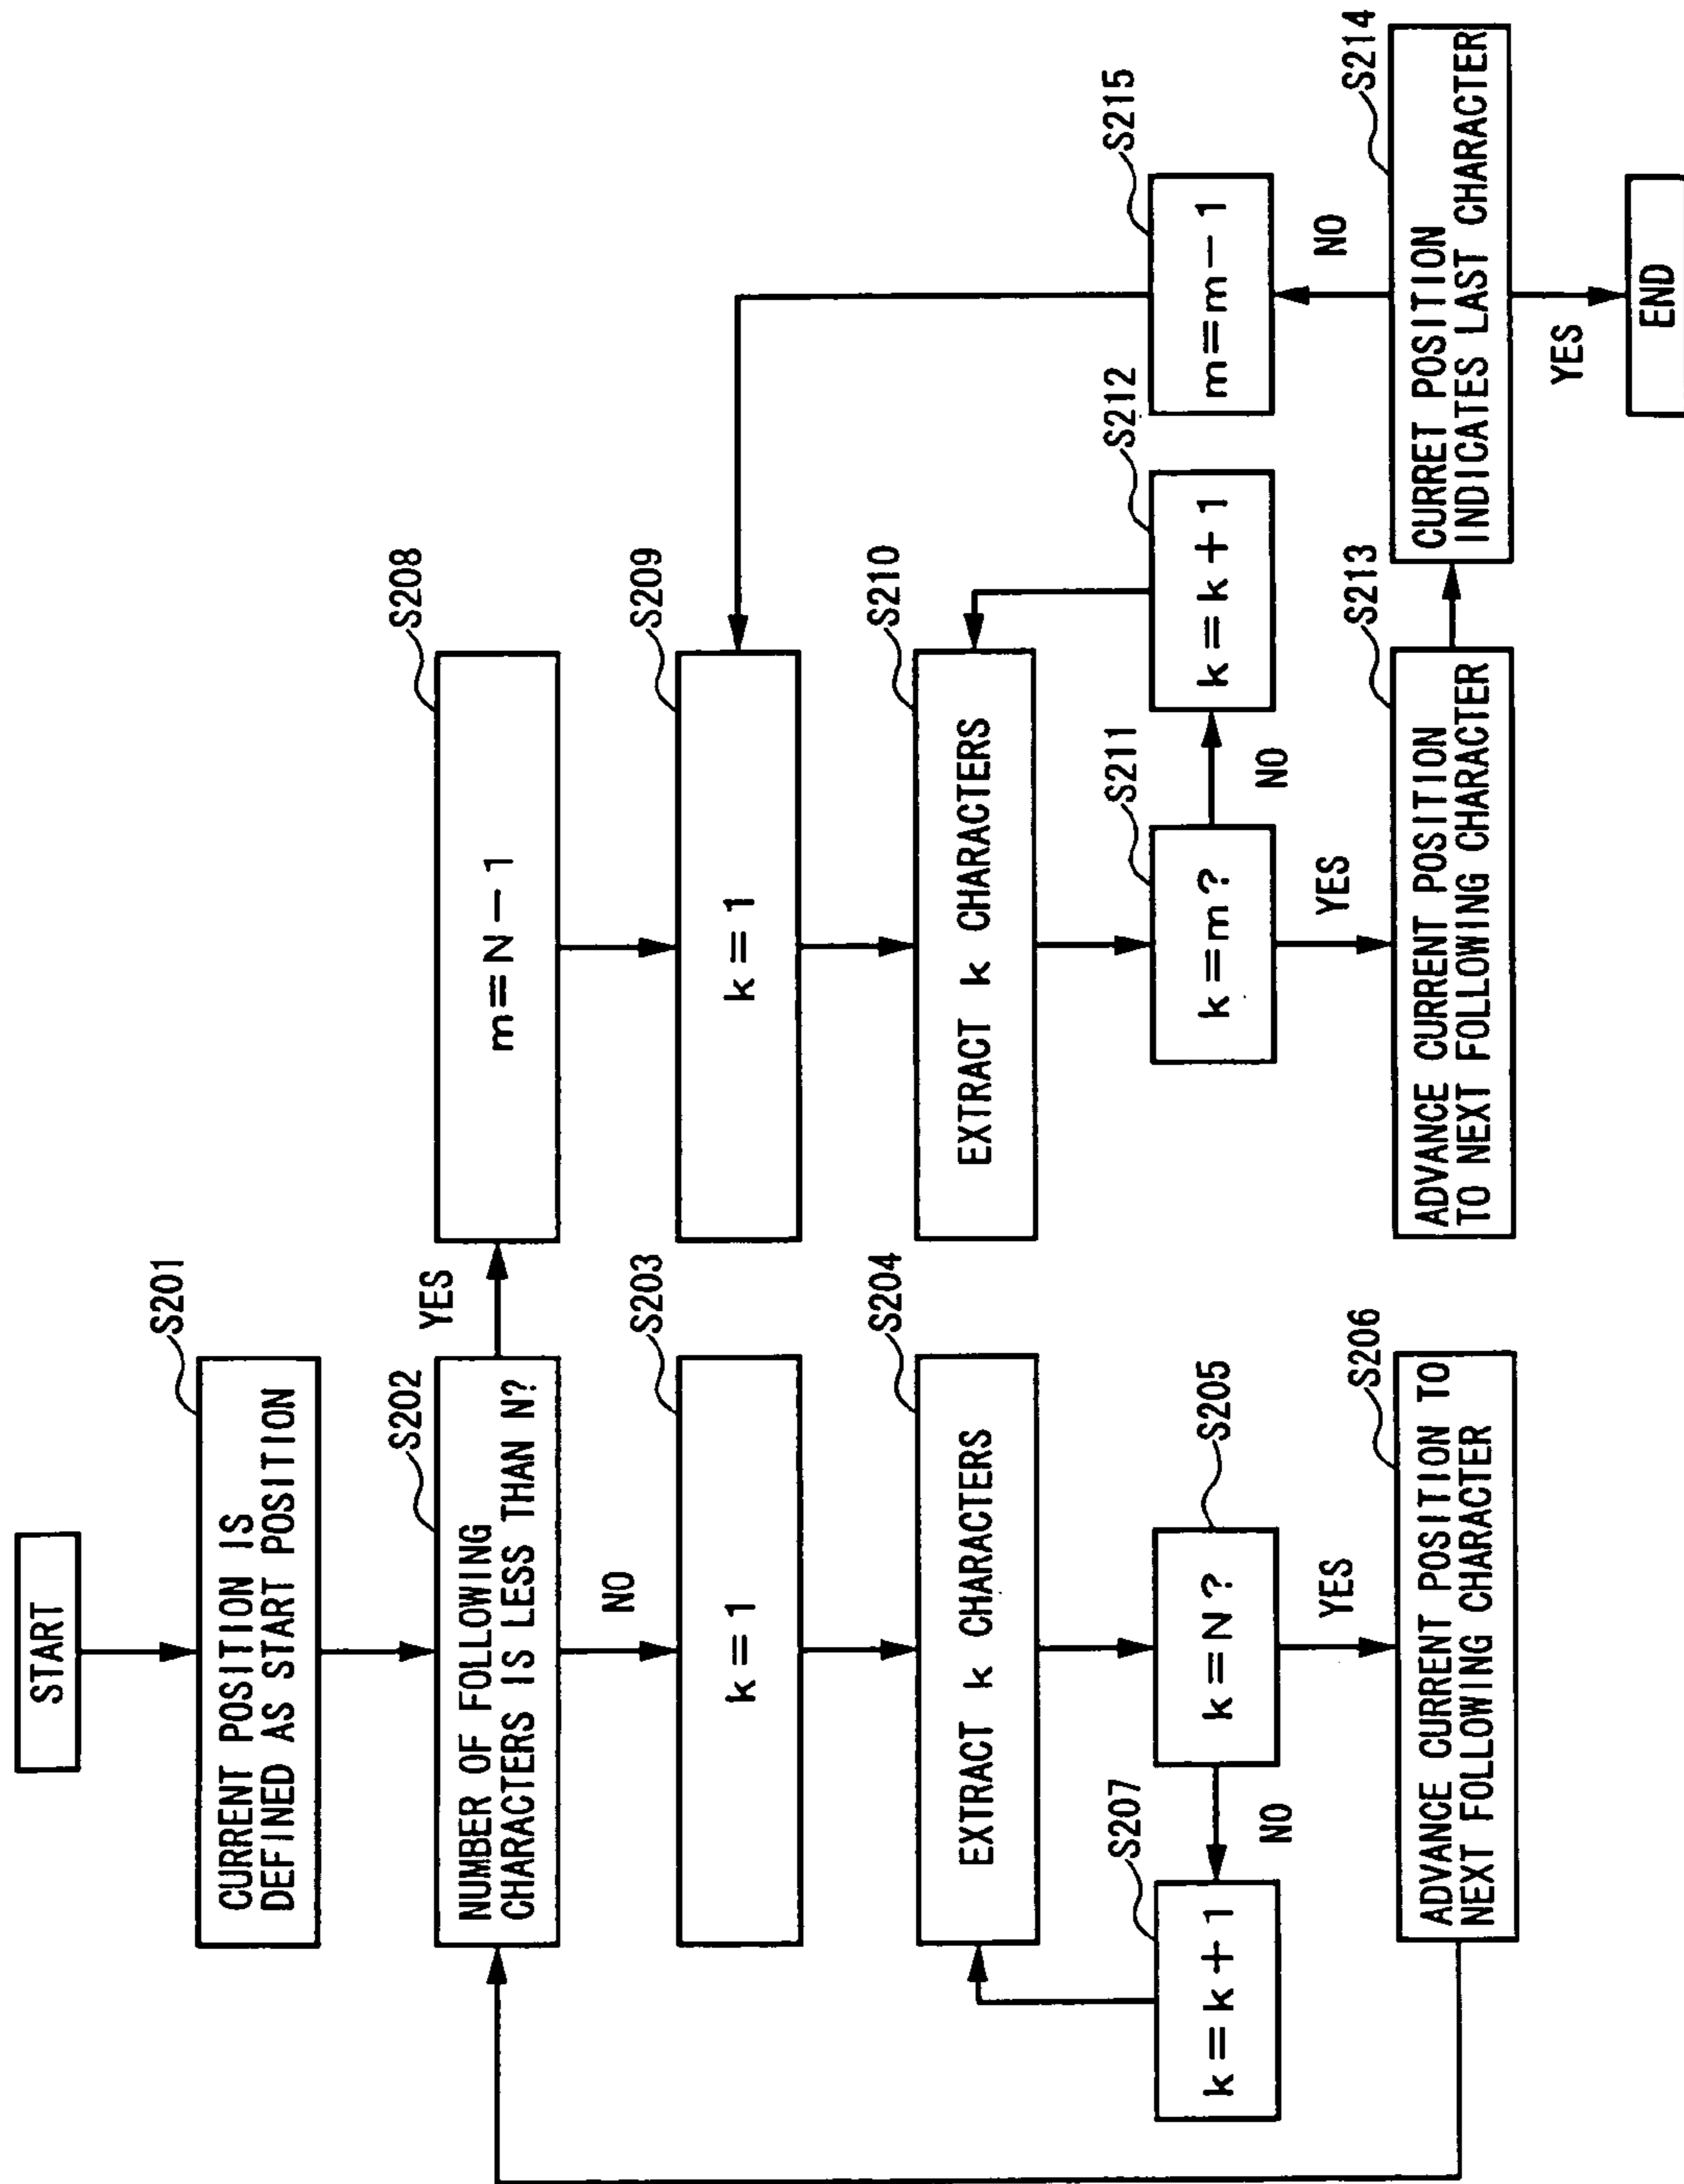 START
S201
CURRENT POSITION IS
DEFINED AS START POSITION
S202
NUMBER OF FOLLOWING
CHARACTERS IS LESS THAN N?
YES
NO
S203
k=1
S204
EXTRACT k CHARACTERS
S205
k=N?
NO
S207
k=k+1
YES
S206
ADVANCE CURRENT POSITION TO
NEXT FOLLOWING CHARACTER
S208
m=N-1
S209
k=1
S210
EXTRACT k CHARACTERS
S211
k=m?
NO
S212
k=k+1
YES
S213
ADVANCE CURRENT POSITION
TO NEXT FOLLOWING CHARACTER
S214
CURRET POSITION
INDICATES LAST CHARACTER
NO
S215
m=m-1
YES
END